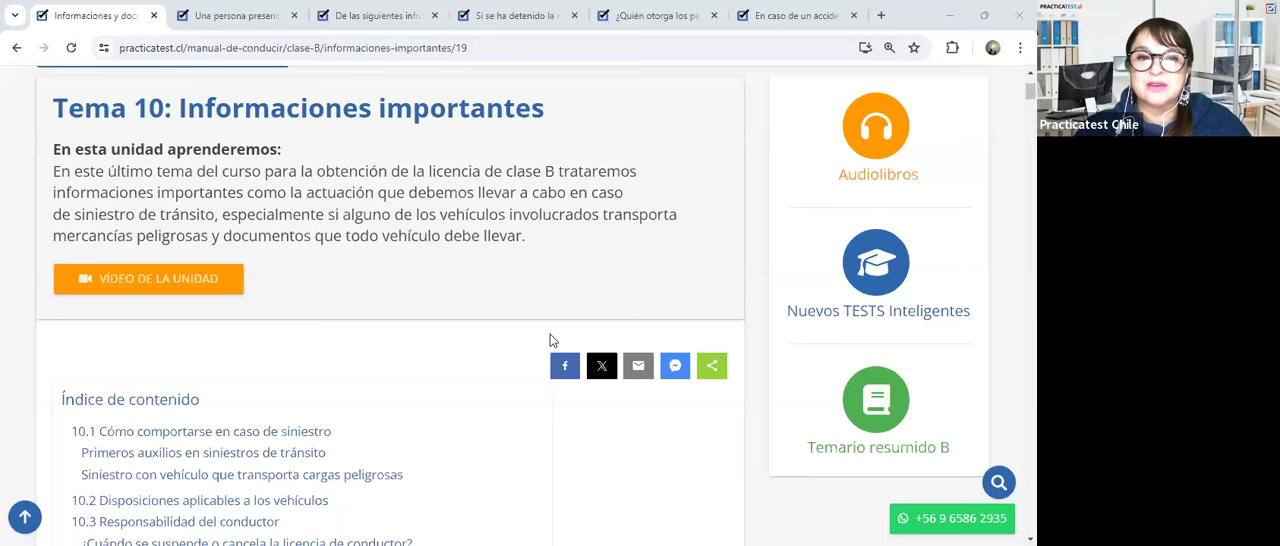 Informaciones y docu
Una persona presenc
De las siguientes infra
Si se ha detenido la m
¿Quién otorga los pe
En caso de un accide
practicatest.cl/manual-de-conducir/clase-B/informaciones-importantes/19
PRACTICATEST.cl
Practicatest Chile
Tema 10: Informaciones importantes
En esta unidad aprenderemos:
En este último tema del curso para la obtención de la licencia de clase B trataremos
informaciones importantes como la actuación que debemos llevar a cabo en caso
de siniestro de tránsito, especialmente si alguno de los vehículos involucrados transporta
mercancías peligrosas y documentos que todo vehículo debe llevar.
VÍDEO DE LA UNIDAD
Índice de contenido
10.1 Cómo comportarse en caso de siniestro
Primeros auxilios en siniestros de tránsito
Siniestro con vehículo que transporta cargas peligrosas
10.2 Disposiciones aplicables a los vehículos
10.3 Responsabilidad del conductor
¿Cuándo se suspende o cancela la licencia de conductor?
Audiolibros
Nuevos TESTS Inteligentes
Temario resumido B
+56 9 6586 2935